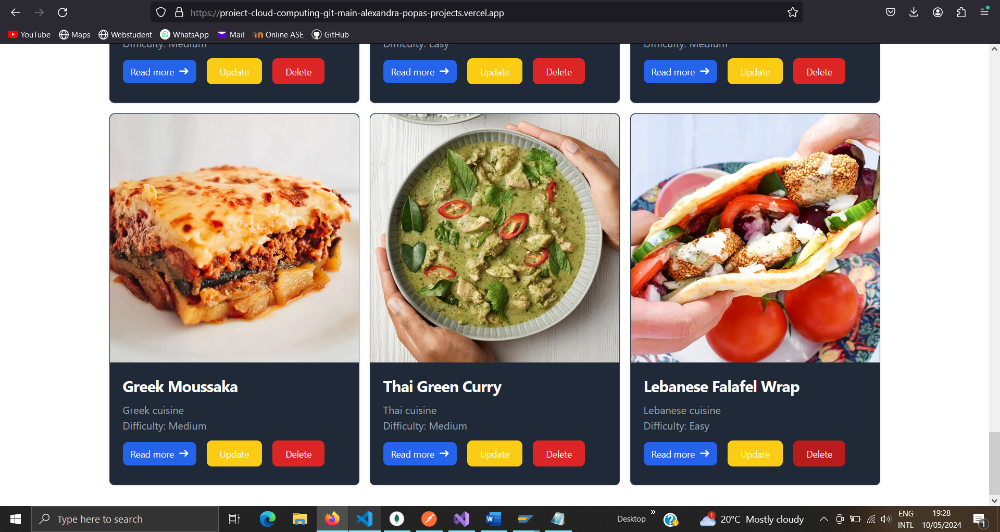 https://proiect-cloud-computing-git-main-alexandra-popas-projects.vercel.app
YouTube Maps Webstudent WhatsApp Mail Online ASE GitHub
Difficulty: Medium Difficulty: Easy Difficulty: Medium
Read more Update Delete Read more Update Delete Read more Update Delete
Greek Moussaka Thai Green Curry Lebanese Falafel Wrap
Greek cuisine Thai cuisine Lebanese cuisine
Difficulty: Medium Difficulty: Medium Difficulty: Easy
Read more Update Delete Read more Update Delete Read more Update Delete
Type here to search Desktop » 1 20°C Mostly cloudy ENG 19:28
INTL 10/05/2024 1